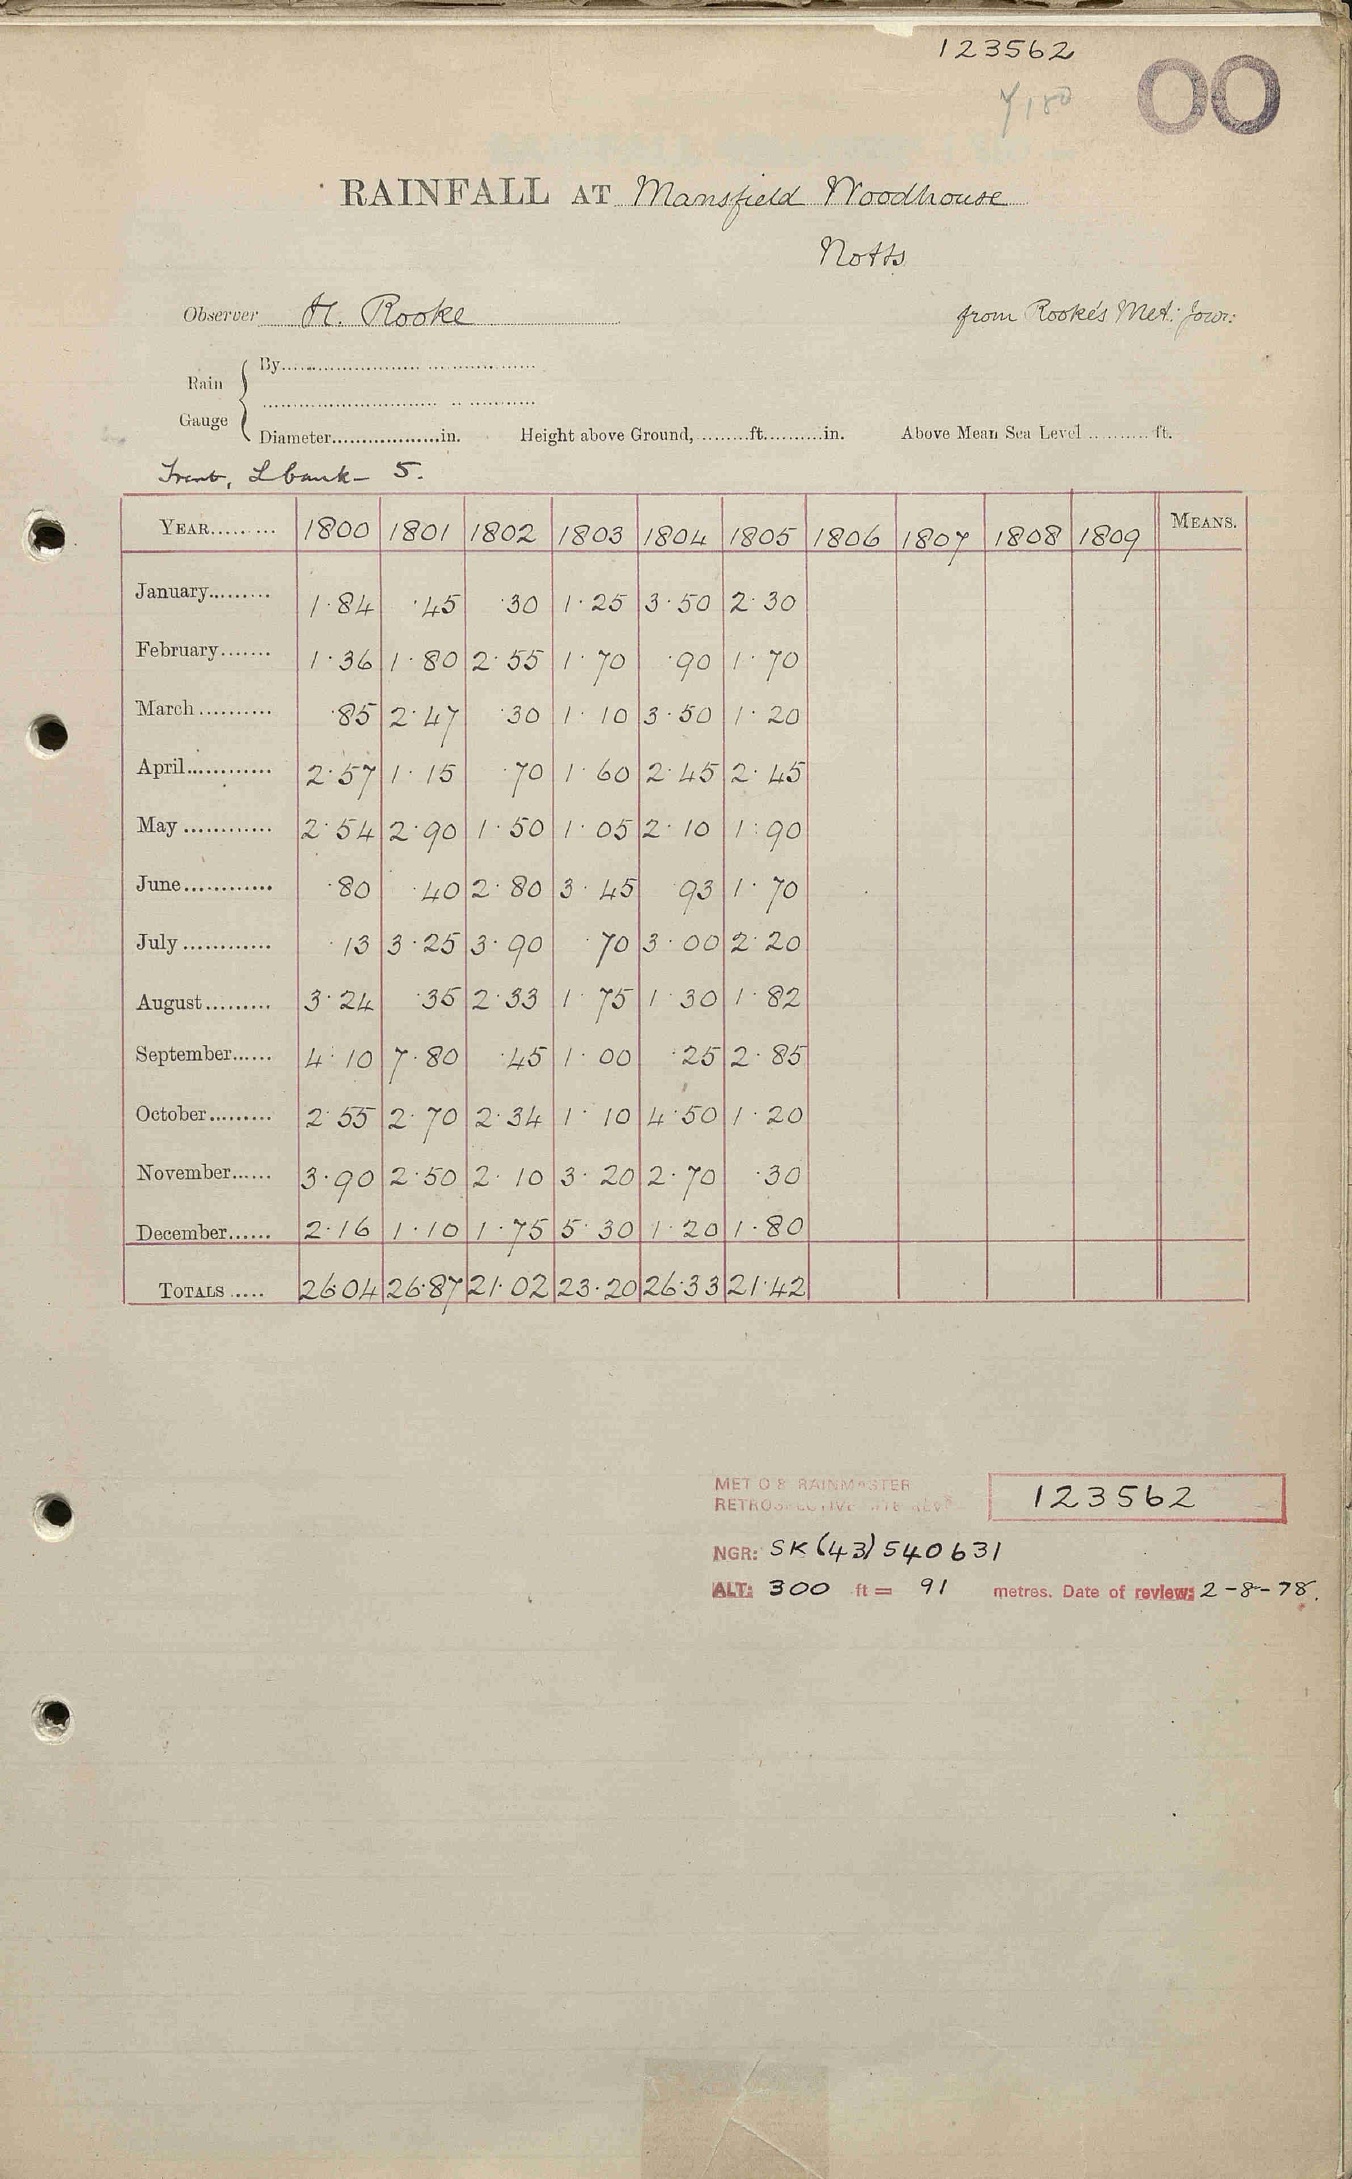 123562
00
RAINFALL AT Mansfield Woodhouse
Notts
Observer H. Rooke
from Rooke's Met: Jour:
Rain Gauge
By
Diameter in. Height above Ground, ft. in. Above Mean Sea Level ft.
Trent, L bank - 5.
YEAR 1800 1801 1802 1803 1804 1805 1806 1807 1808 1809 MEANS.
January 1.84 .45 .30 1.25 3.50 2.30
February 1.36 1.80 2.55 1.70 .90 1.70
March .85 2.47 .30 1.10 3.50 1.20
April 2.57 1.15 .70 1.60 2.45 2.45
May 2.54 2.90 1.50 1.05 2.10 1.90
June .80 .40 2.80 3.45 .93 1.70
July .13 3.25 3.90 .70 3.00 2.20
August 3.24 .35 2.33 1.75 1.30 1.82
September 4.10 7.80 .45 1.00 .25 2.85
October 2.55 2.70 2.34 1.10 4.50 1.20
November 3.90 2.50 2.10 3.20 2.70 .30
December 2.16 1.10 1.75 5.30 1.20 1.80
TOTALS 26.04 26.87 21.02 23.20 26.33 21.42
MET O 8 RAINMASTER
RETROSPECTIVE 123562
NGR: SK (43) 540631
ALT: 300 ft = 91 metres. Date of review: 2-8-78.